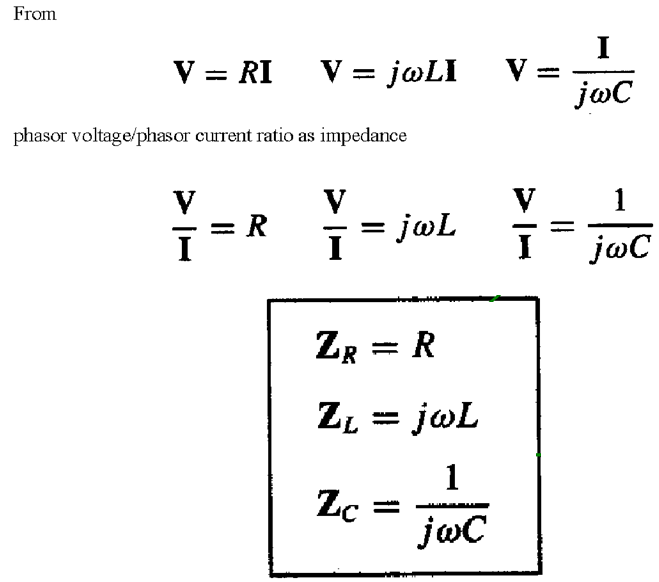 From
V = RI    V = jωLI    V = I/jωC
phasor voltage/phasor current ratio as impedance
V/I = R    V/I = jωL    V/I = 1/jωC
Z_R = R
Z_L = jωL
Z_C = 1/jωC